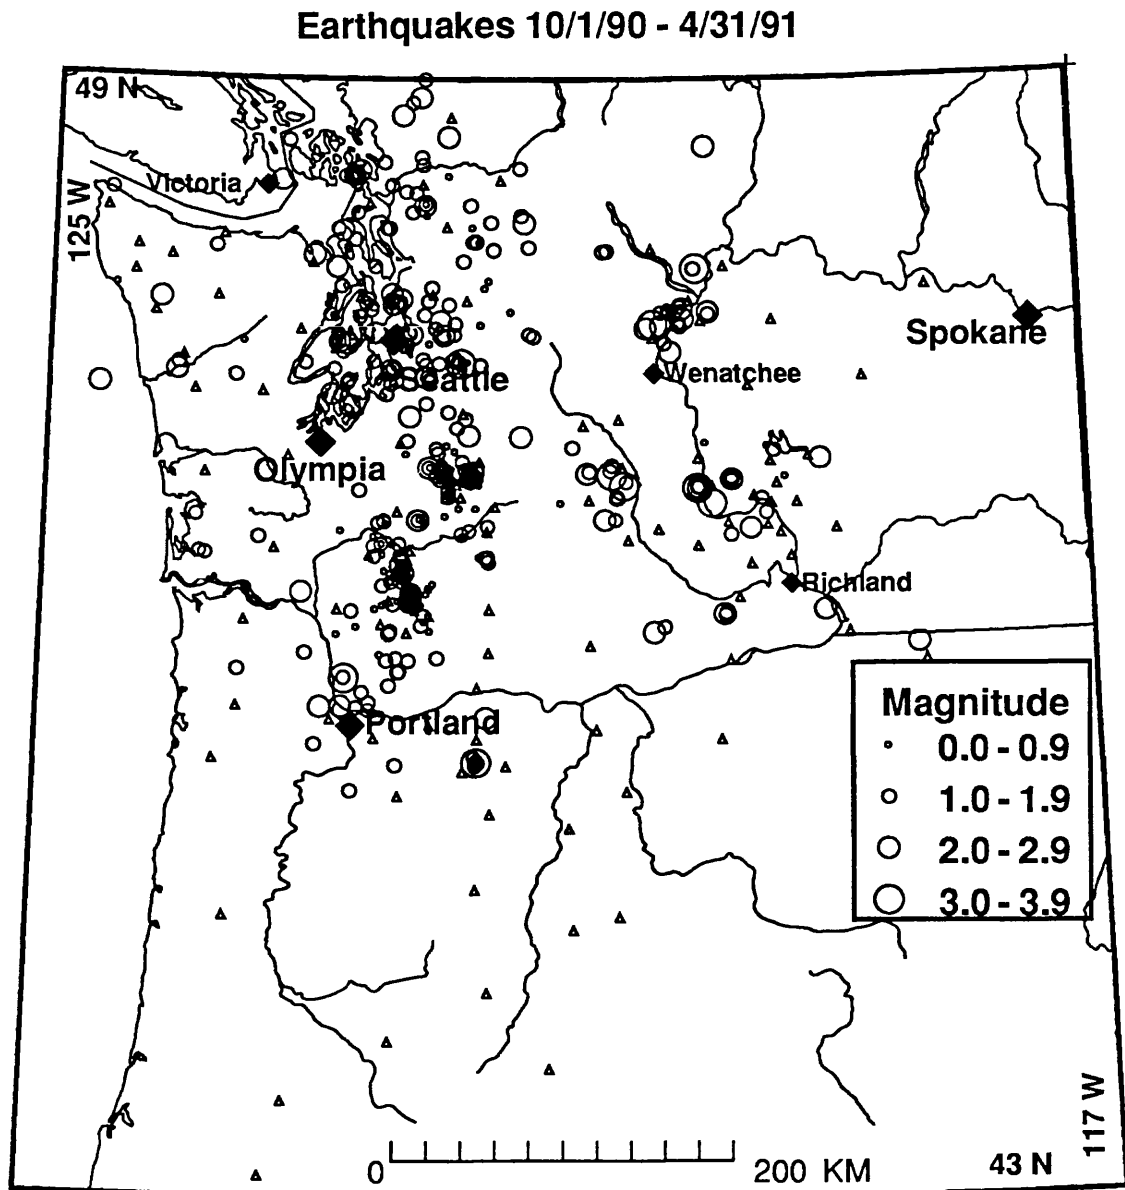 Earthquakes 10/1/90 - 4/31/91
49 N
Victoria
125 W
Spokane
Wenatchee
Seattle
Olympia
Richland
Portland
Magnitude
0.0 - 0.9
1.0 - 1.9
2.0 - 2.9
3.0 - 3.9
117 W
0 200 KM 43 N